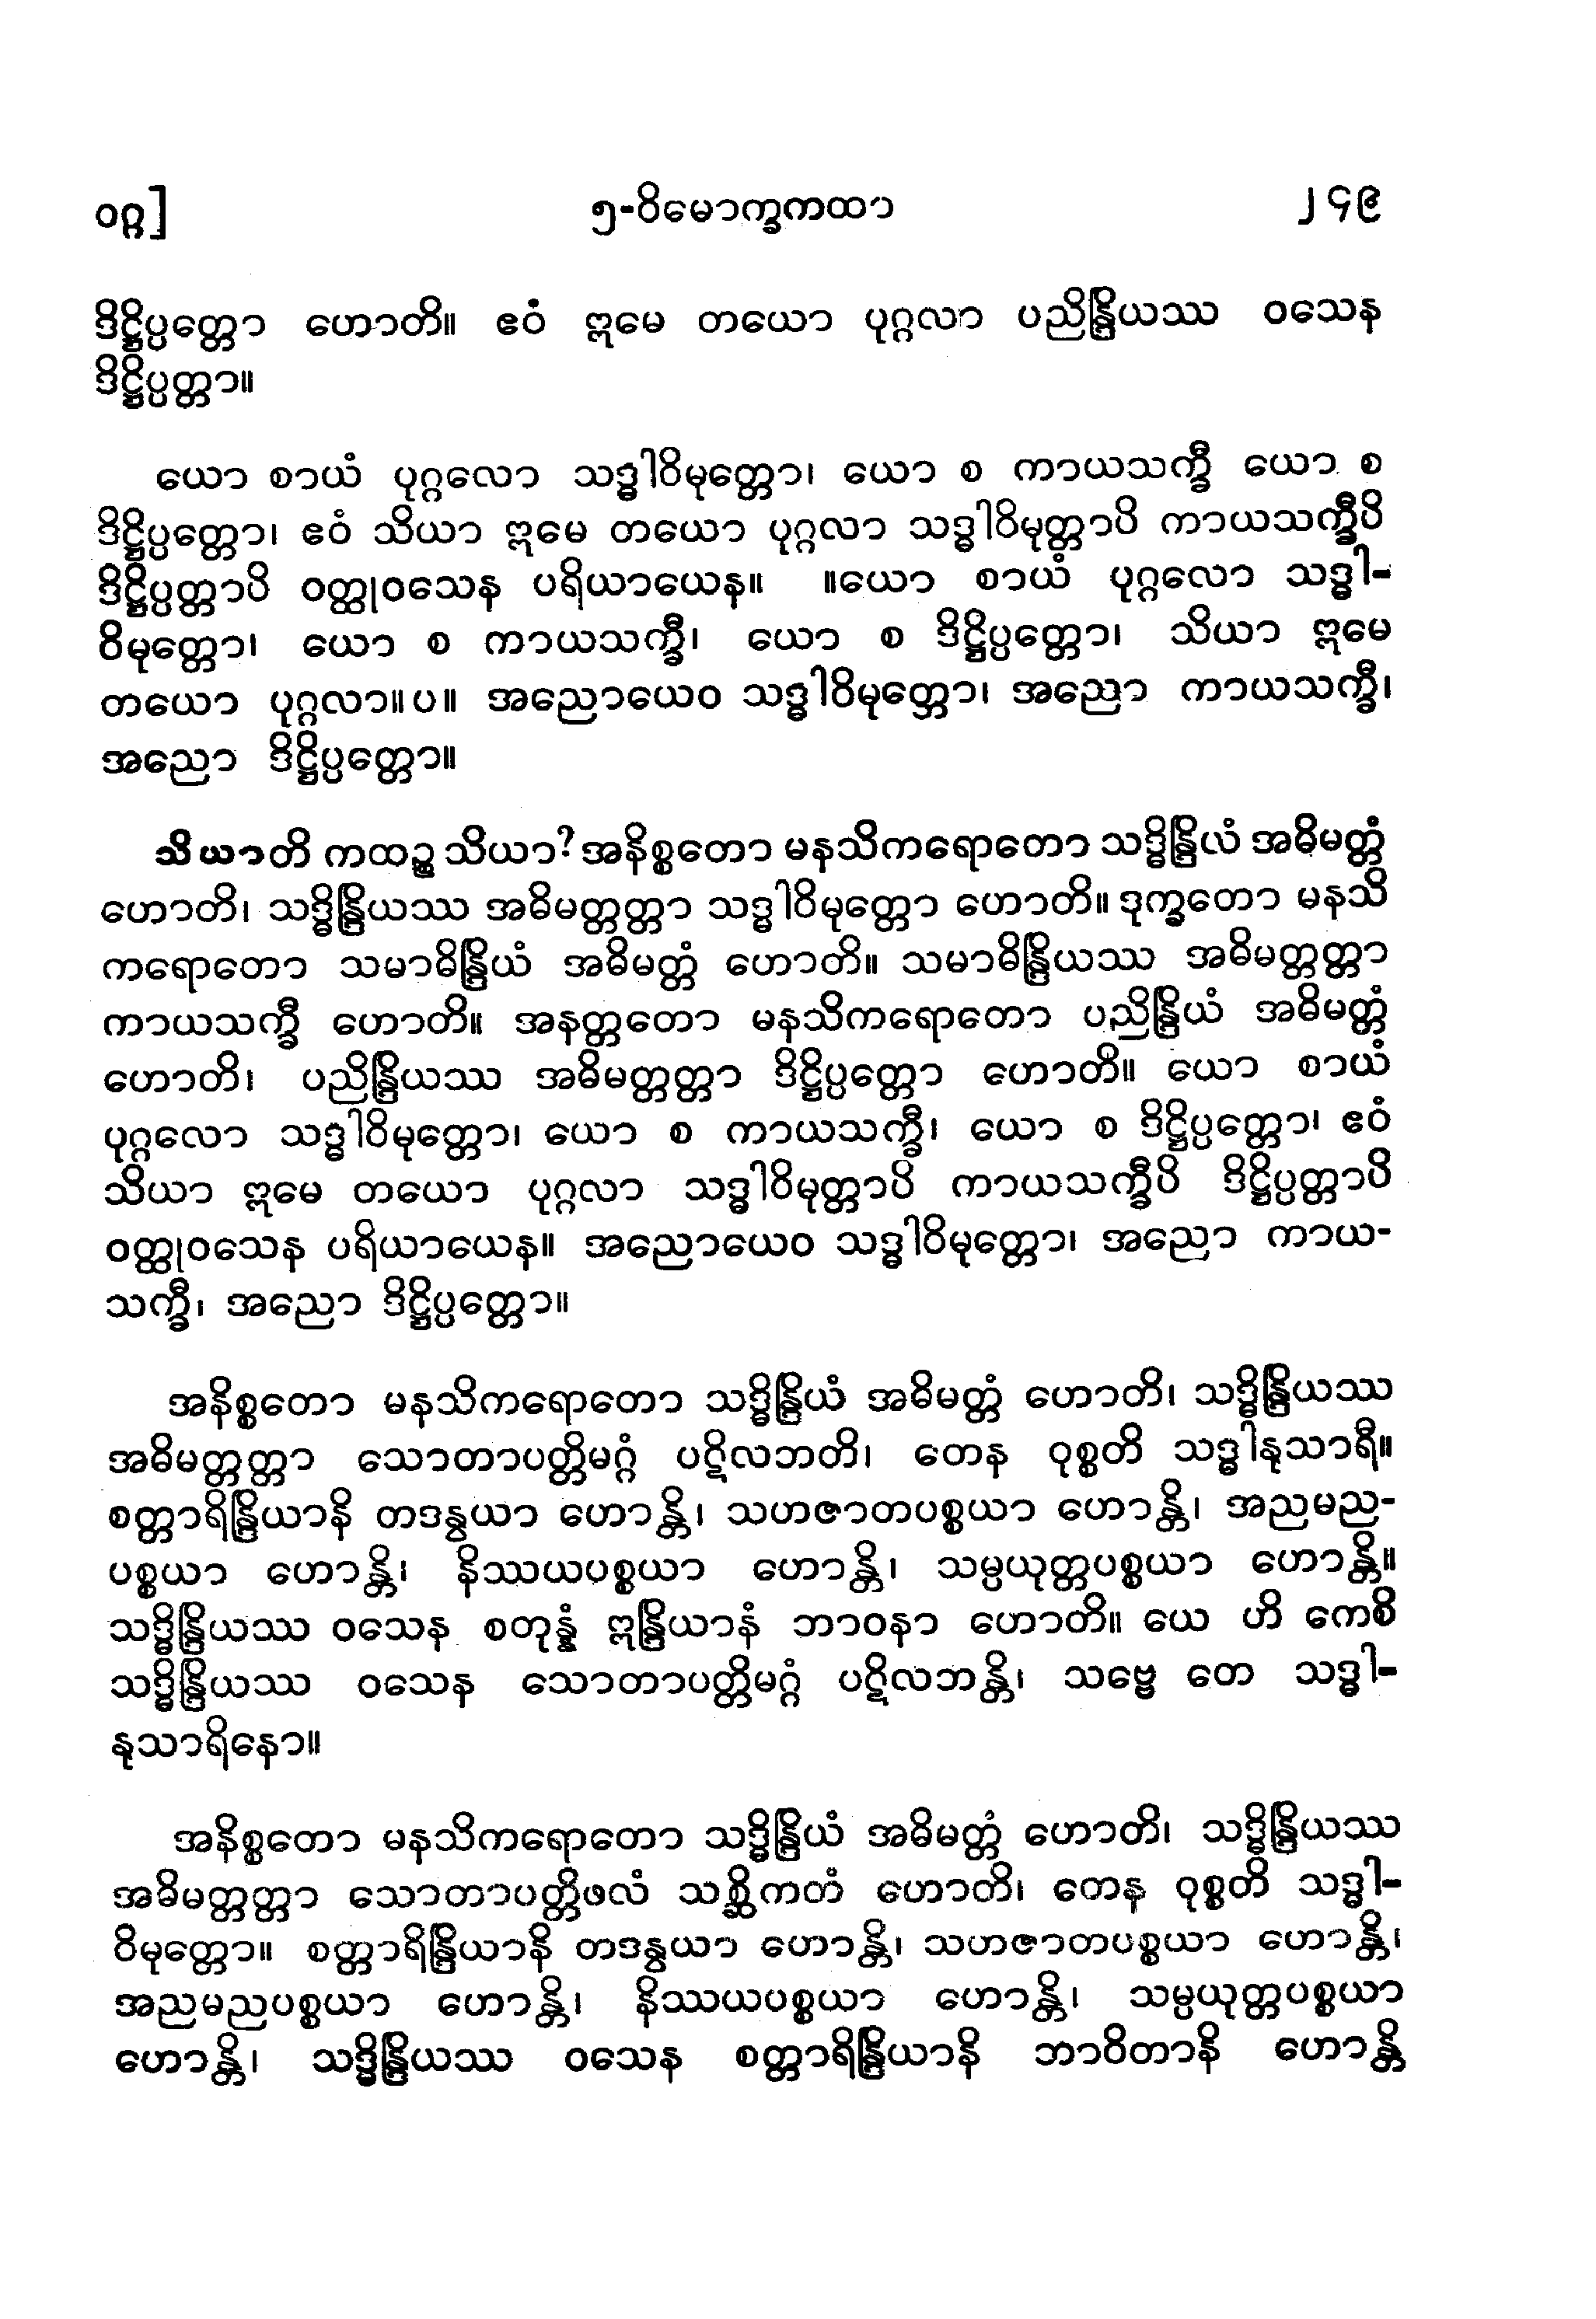 ဝဂ္ဂ]	၅-ဝိမောက္ခကထာ	၂၄၉
ဒိဋ္ဌိပ္ပတ္တော ဟောတိ။ ဧဝံ ဣမေ တယော ပုဂ္ဂလာ ပညိန္ဒြိယဿ ဝသေန
ဒိဋ္ဌိပ္ပတ္တာ။
ယော စာယံ ပုဂ္ဂလော သဒ္ဓါဝိမုတ္တော၊ ယော စ ကာယသက္ခီ ယော စ
ဒိဋ္ဌိပ္ပတ္တော၊ ဧဝံ သိယာ ဣမေ တယော ပုဂ္ဂလာ သဒ္ဓါဝိမုတ္တာပိ ကာယသက္ခီပိ
ဒိဋ္ဌိပ္ပတ္တာပိ ဝတ္ထုဝသေန ပရိယာယေန။ ။ယော စာယံ ပုဂ္ဂလော သဒ္ဓါ-
ဝိမုတ္တော၊ ယော စ ကာယသက္ခီ၊ ယော စ ဒိဋ္ဌိပ္ပတ္တော၊ သိယာ ဣမေ
တယော ပုဂ္ဂလာ။ပ။ အညောယေဝ သဒ္ဓါဝိမုတ္တော၊ အညော ကာယသက္ခီ၊
အညော ဒိဋ္ဌိပ္ပတ္တော။
သိယာတိ ကထဉ္စ သိယာ? အနိစ္စတော မနသိကရောတော သဒ္ဓိန္ဒြိယံ အဓိမတ္တံ
ဟောတိ၊ သဒ္ဓိန္ဒြိယဿ အဓိမတ္တတ္တာ သဒ္ဓါဝိမုတ္တော ဟောတိ။ ဒုက္ခတော မနသိ
ကရောတော သမာဓိန္ဒြိယံ အဓိမတ္တံ ဟောတိ။ သမာဓိန္ဒြိယဿ အဓိမတ္တတ္တာ
ကာယသက္ခီ ဟောတိ။ အနတ္တတော မနသိကရောတော ပညိန္ဒြိယံ အဓိမတ္တံ
ဟောတိ၊ ပညိန္ဒြိယဿ အဓိမတ္တတ္တာ ဒိဋ္ဌိပ္ပတ္တော ဟောတိ။ ယော စာယံ
ပုဂ္ဂလော သဒ္ဓါဝိမုတ္တော၊ ယော စ ကာယသက္ခီ၊ ယော စ ဒိဋ္ဌိပ္ပတ္တော၊ ဧဝံ
သိယာ ဣမေ တယော ပုဂ္ဂလာ သဒ္ဓါဝိမုတ္တာပိ ကာယသက္ခီပိ ဒိဋ္ဌိပ္ပတ္တာပိ
ဝတ္ထုဝသေန ပရိယာယေန။ အညောယေဝ သဒ္ဓါဝိမုတ္တော၊ အညော ကာယ-
သက္ခီ၊ အညော ဒိဋ္ဌိပ္ပတ္တော။
အနိစ္စတော မနသိကရောတော သဒ္ဓိန္ဒြိယံ အဓိမတ္တံ ဟောတိ၊ သဒ္ဓိန္ဒြိယဿ
အဓိမတ္တတ္တာ သောတာပတ္တိမဂ္ဂံ ပဋိလဘတိ၊ တေန ဝုစ္စတိ သဒ္ဓါနုသာရီ။
စတ္တာရိန္ဒြိယာနိ တဒန္ဝယာ ဟောန္တိ၊ သဟဇာတပစ္စယာ ဟောန္တိ၊ အညမည-
ပစ္စယာ ဟောန္တိ၊ နိဿယပစ္စယာ ဟောန္တိ၊ သမ္ပယုတ္တပစ္စယာ ဟောန္တိ။
သဒ္ဓိန္ဒြိယဿ ဝသေန စတုန္နံ ဣန္ဒြိယာနံ ဘာဝနာ ဟောတိ။ ယေ ဟိ ကေစိ
သဒ္ဓိန္ဒြိယဿ ဝသေန သောတာပတ္တိမဂ္ဂံ ပဋိလဘန္တိ၊ သဗ္ဗေ တေ သဒ္ဓါ-
နုသာရိနော။
အနိစ္စတော မနသိကရောတော သဒ္ဓိန္ဒြိယံ အဓိမတ္တံ ဟောတိ၊ သဒ္ဓိန္ဒြိယဿ
အဓိမတ္တတ္တာ သောတာပတ္တိဖလံ သစ္ဆိကတံ ဟောတိ၊ တေန ဝုစ္စတိ သဒ္ဓါ-
ဝိမုတ္တော။ စတ္တာရိန္ဒြိယာနိ တဒန္ဝယာ ဟောန္တိ၊ သဟဇာတပစ္စယာ ဟောန္တိ၊
အညမညပစ္စယာ ဟောန္တိ၊ နိဿယပစ္စယာ ဟောန္တိ၊ သမ္ပယုတ္တပစ္စယာ
ဟောန္တိ၊ သဒ္ဓိန္ဒြိယဿ ဝသေန စတ္တာရိန္ဒြိယာနိ ဘာဝိတာနိ ဟောန္တိ